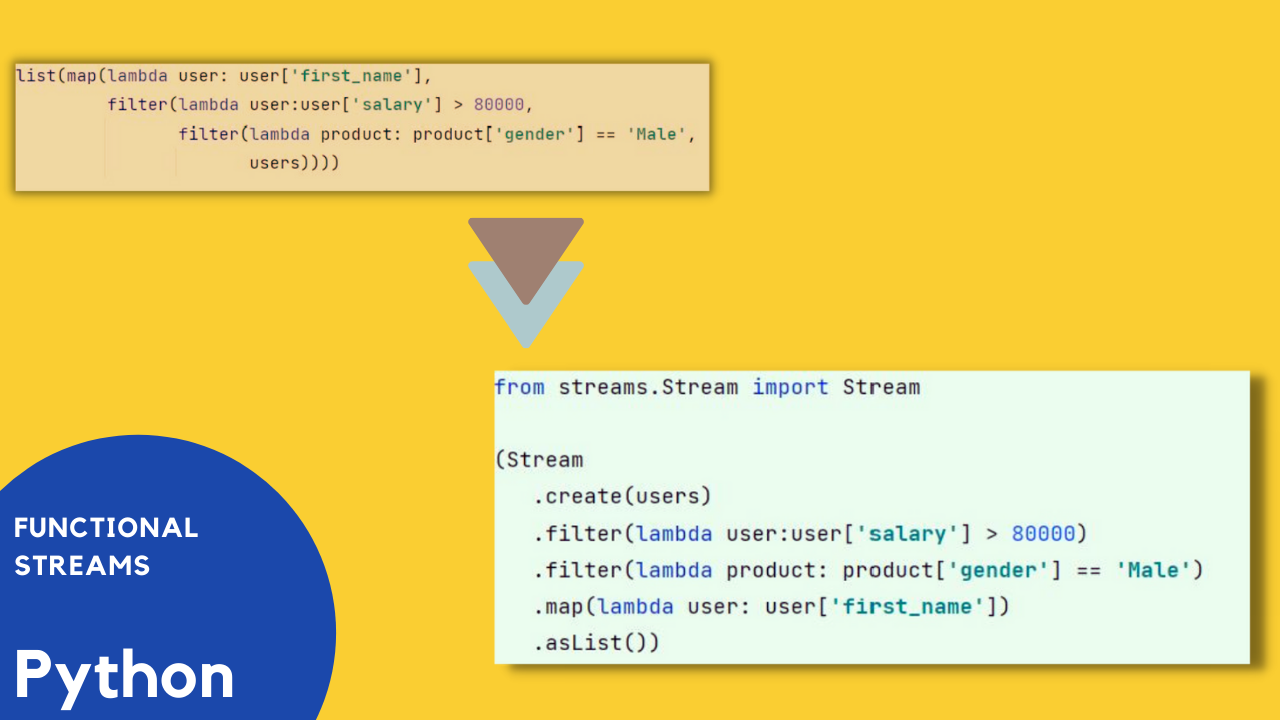 list(map(lambda user: user['first_name'],
         filter(lambda user:user['salary'] > 80000,
                filter(lambda product: product['gender'] == 'Male',
                       users))))
from streams.Stream import Stream
(Stream
   .create(users)
   .filter(lambda user:user['salary'] > 80000)
   .filter(lambda product: product['gender'] == 'Male')
   .map(lambda user: user['first_name'])
   .asList())
FUNCTIONAL
STREAMS
Python